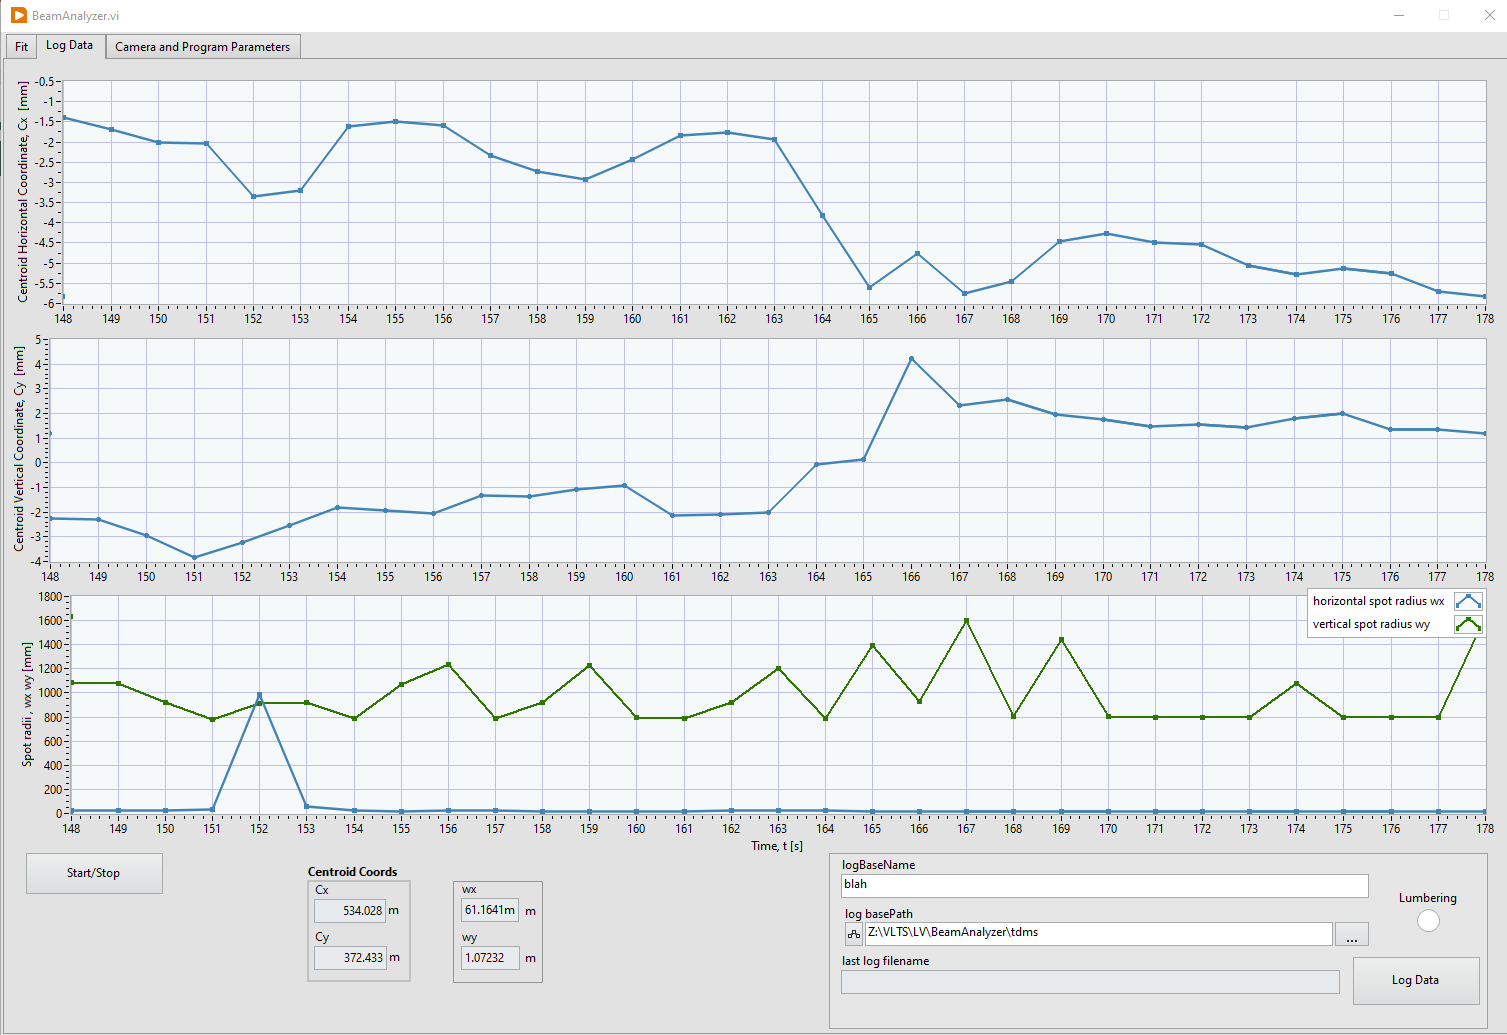 BeamAnalyzer.vi
Fit Log Data Camera and Program Parameters
Centroid Horizontal Coordinate, Cx [mm]
-0.5
-1
-1.5
-2
-2.5
-3
-3.5
-4
-4.5
-5
-5.5
-6
148 149 150 151 152 153 154 155 156 157 158 159 160 161 162 163 164 165 166 167 168 169 170 171 172 173 174 175 176 177 178
Centroid Vertical Coordinate, Cy [mm]
5
4
3
2
1
0
-1
-2
-3
-4
148 149 150 151 152 153 154 155 156 157 158 159 160 161 162 163 164 165 166 167 168 169 170 171 172 173 174 175 176 177 178
Spot radii , wx wy [mm]
1800
1600
1400
1200
1000
800
600
400
200
0
horizontal spot radius wx
vertical spot radius wy
148 149 150 151 152 153 154 155 156 157 158 159 160 161 162 163 164 165 166 167 168 169 170 171 172 173 174 175 176 177 178
Time, t [s]
Start/Stop
Centroid Coords
Cx
534.028 m
Cy
372.433 m
wx
61.1641m m
wy
1.07232 m
logBaseName
blah
log basePath
Z:\VLTS\LV\BeamAnalyzer\tdms
...
last log filename
Lumbering
Log Data